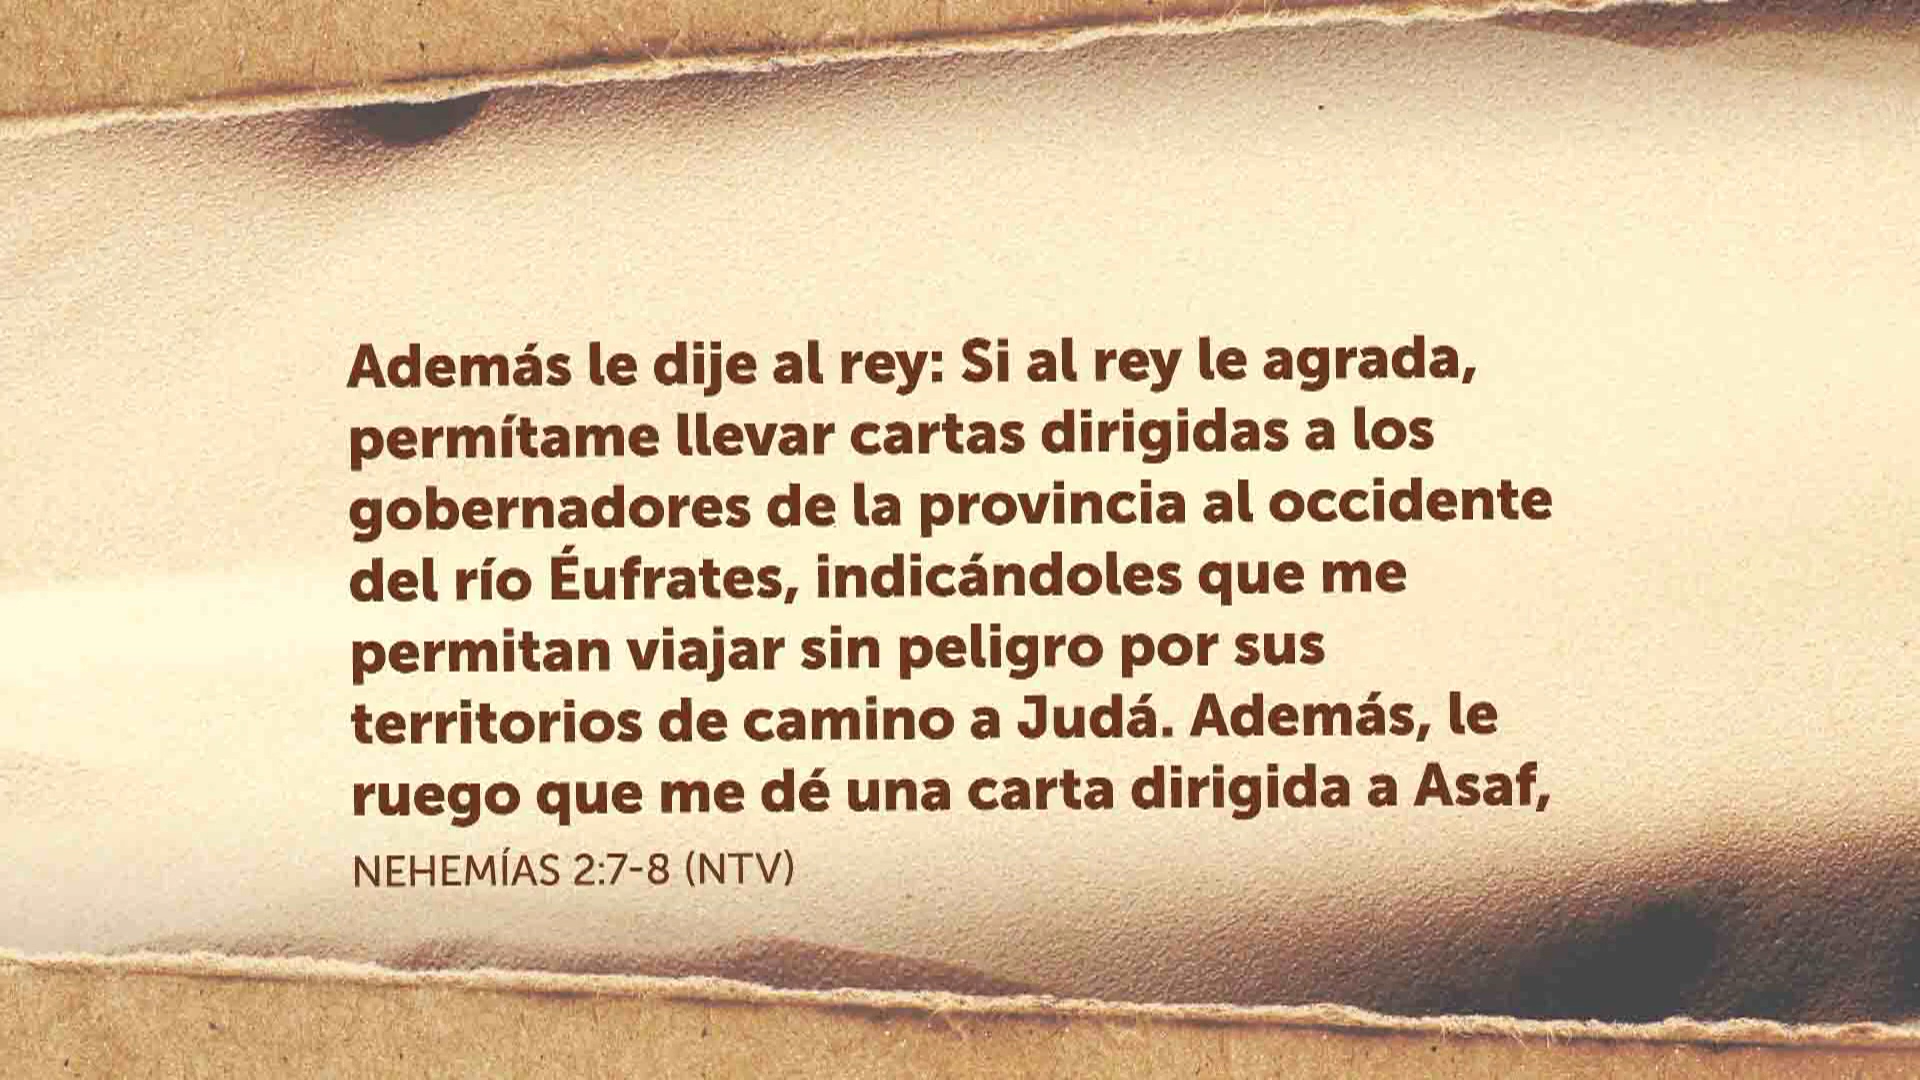 Además le dije al rey: Si al rey le agrada,
permítame llevar cartas dirigidas a los
gobernadores de la provincia al occidente
del río Éufrates, indicándoles que me
permitan viajar sin peligro por sus
territorios de camino a Judá. Además, le
ruego que me dé una carta dirigida a Asaf,
NEHEMÍAS 2:7-8 (NTV)